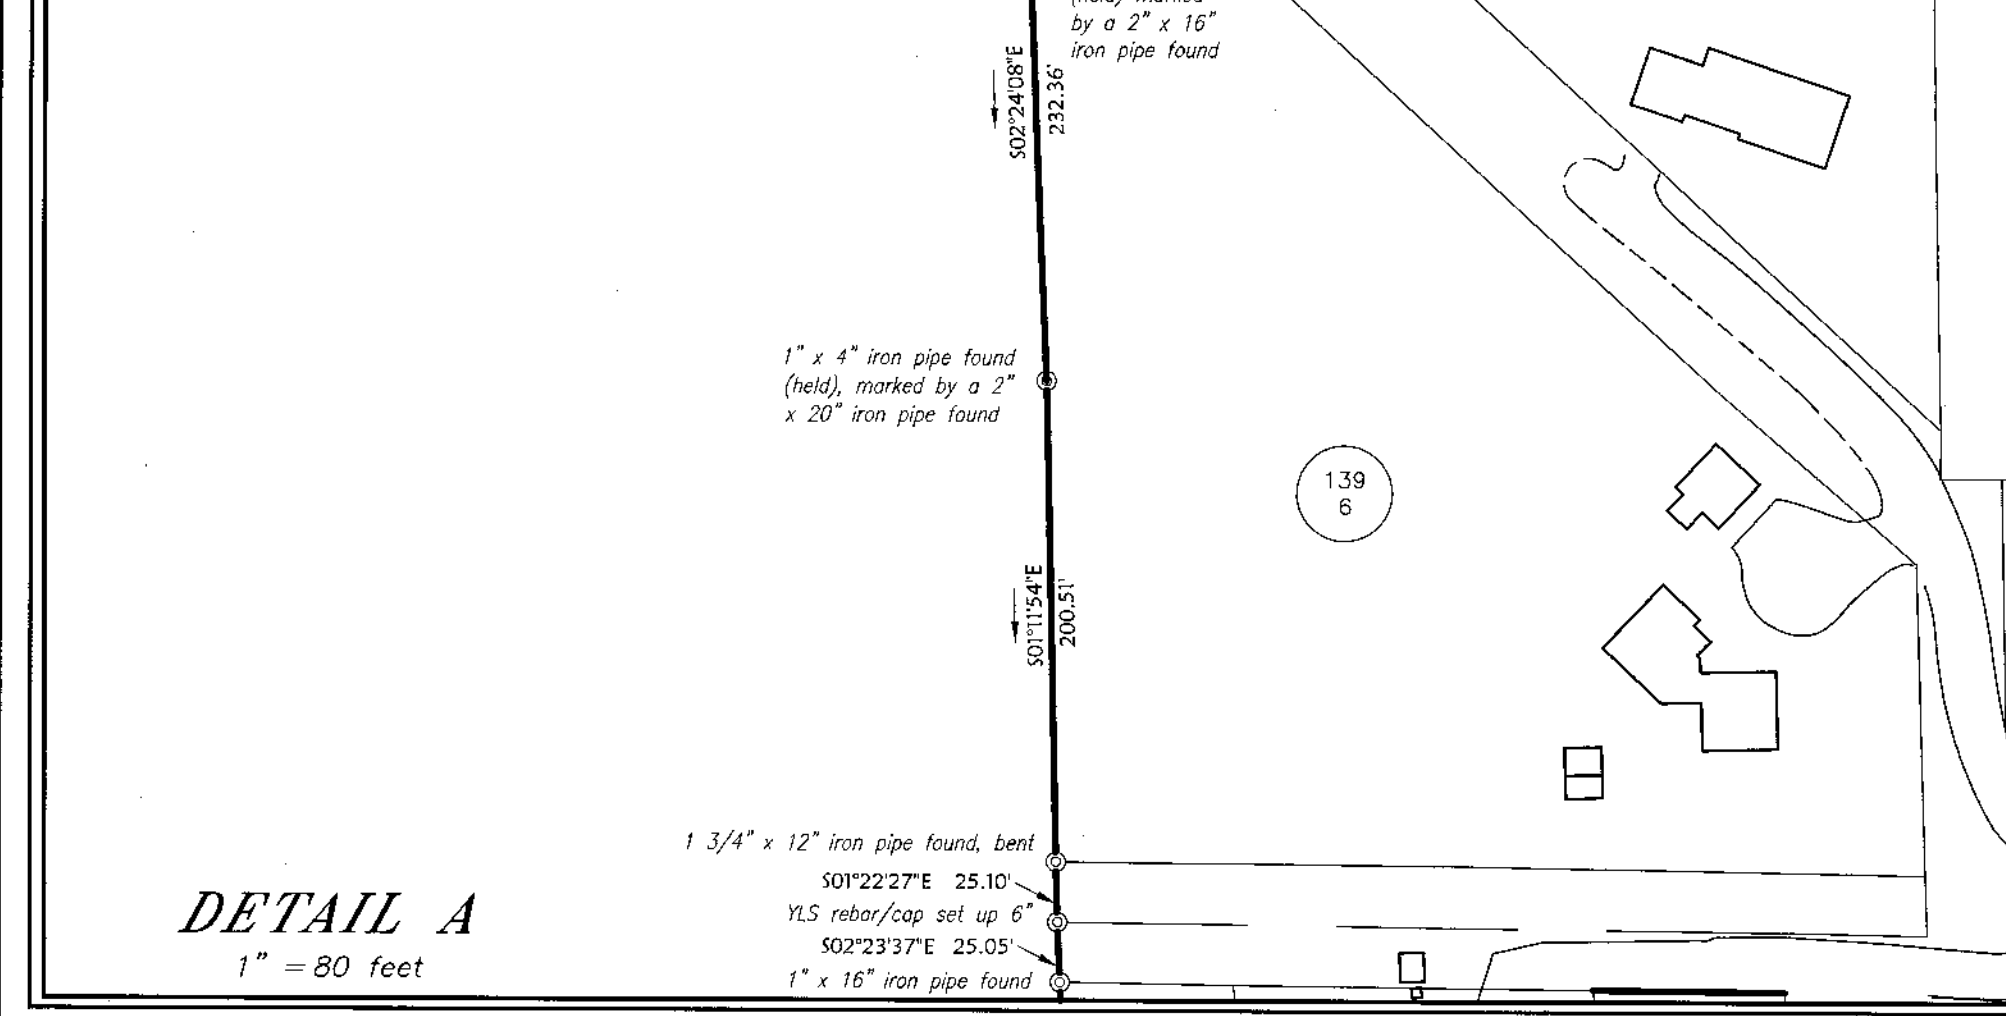 by a 2" x 16"
iron pipe found
S02°24'08"E
232.36'
1" x 4" iron pipe found
(held), marked by a 2"
x 20" iron pipe found
139
6
S01°11'54"E
200.51'
1 3/4" x 12" iron pipe found, bent
S01°22'27"E 25.10'
YLS rebar/cap set up 6"
S02°23'37"E 25.05'
1" x 16" iron pipe found
DETAIL A
1" = 80 feet